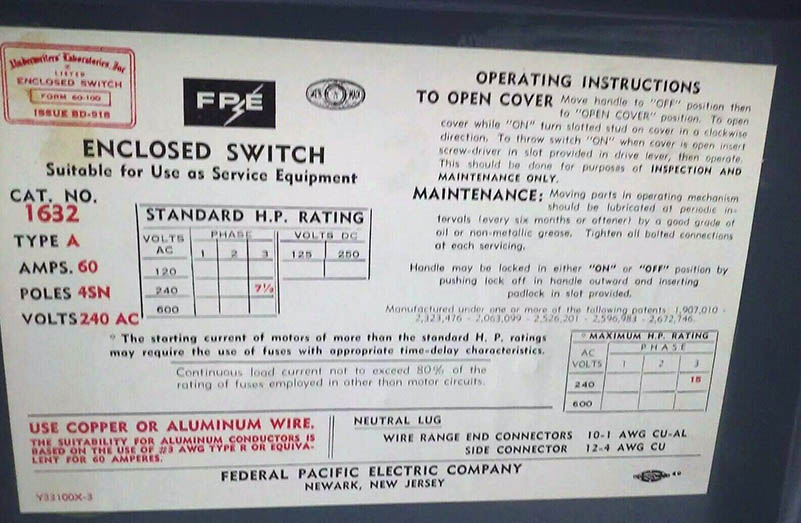 Underwriters' Laboratories, Inc.
LISTED
ENCLOSED SWITCH
FORM 60-100
ISSUE BD-916
FPE
ENCLOSED SWITCH
Suitable for Use as Service Equipment
CAT. NO.
1632
TYPE A
AMPS. 60
POLES 4SN
VOLTS 240 AC
STANDARD H.P. RATING
VOLTS AC PHASE VOLTS DC
1 2 3 125 250
120
240 7½
600
* The starting current of motors of more than the standard H. P. ratings
may require the use of fuses with appropriate time-delay characteristics.
Continuous load current not to exceed 80% of the
rating of fuses employed in other than motor circuits.
OPERATING INSTRUCTIONS
TO OPEN COVER Move handle to "OFF" position then
to "OPEN COVER" position. To open
cover while "ON" turn slotted stud on cover in a clockwise
direction. To throw switch "ON" when cover is open insert
screw-driver in slot provided in drive lever, then operate.
This should be done for purposes of INSPECTION AND
MAINTENANCE ONLY.
MAINTENANCE: Moving parts in operating mechanism
should be lubricated at periodic in-
tervals (every six months or oftener) by a good grade of
oil or non-metallic grease. Tighten all bolted connections
at each servicing.
Handle may be locked in either "ON" or "OFF" position by
pushing lock off in handle outward and inserting
padlock in slot provided.
Manufactured under one or more of the following patents 1,907,010 -
2,323,476 - 2,063,099 - 2,526,201 - 2,596,983 - 2,672,746.
* MAXIMUM H.P. RATING
AC VOLTS PHASE
1 2 3
240 15
600
USE COPPER OR ALUMINUM WIRE.
THE SUITABILITY FOR ALUMINUM CONDUCTORS IS
BASED ON THE USE OF #3 AWG TYPE R OR EQUIVA-
LENT FOR 60 AMPERES.
NEUTRAL LUG
WIRE RANGE END CONNECTORS 10-1 AWG CU-AL
SIDE CONNECTOR 12-4 AWG CU
FEDERAL PACIFIC ELECTRIC COMPANY
NEWARK, NEW JERSEY
Y33100X-3